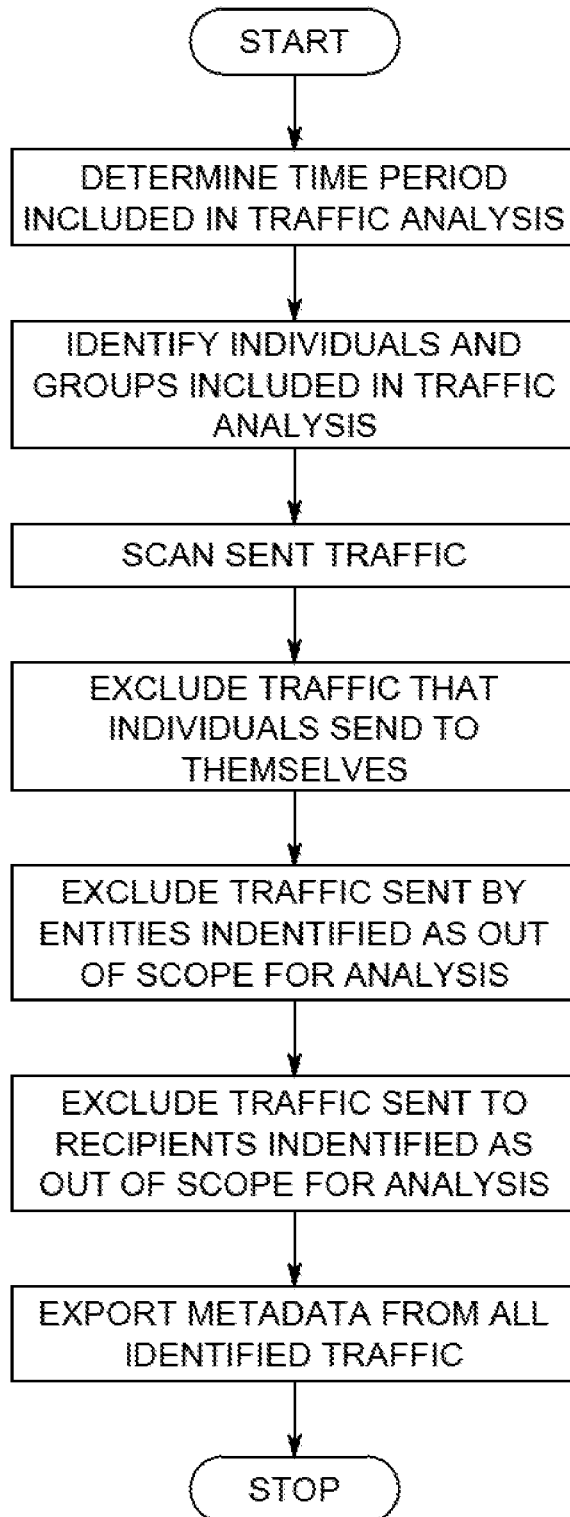 START
DETERMINE TIME PERIOD
INCLUDED IN TRAFFIC ANALYSIS
IDENTIFY INDIVIDUALS AND
GROUPS INCLUDED IN TRAFFIC
ANALYSIS
SCAN SENT TRAFFIC
EXCLUDE TRAFFIC THAT
INDIVIDUALS SEND TO
THEMSELVES
EXCLUDE TRAFFIC SENT BY
ENTITIES INDENTIFIED AS OUT
OF SCOPE FOR ANALYSIS
EXCLUDE TRAFFIC SENT TO
RECIPIENTS INDENTIFIED AS
OUT OF SCOPE FOR ANALYSIS
EXPORT METADATA FROM ALL
IDENTIFIED TRAFFIC
STOP